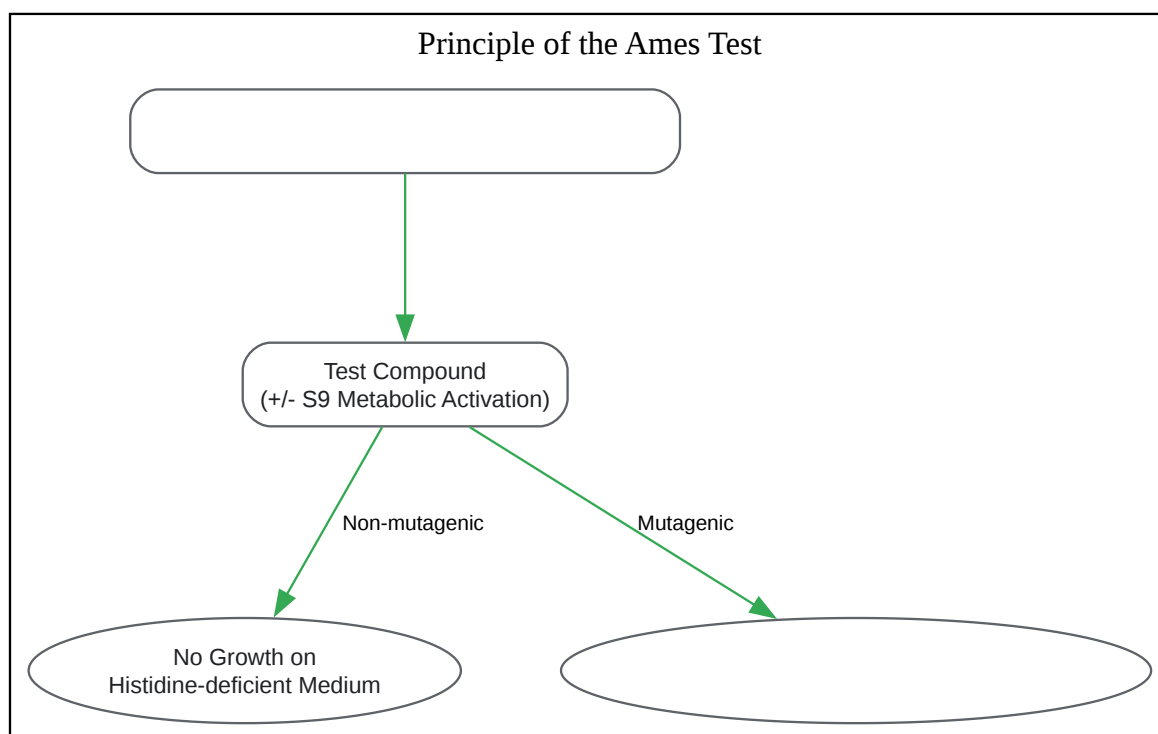 Principle of the Ames Test
Test Compound
(+/- S9 Metabolic Activation)
Non-mutagenic
Mutagenic
No Growth on
Histidine-deficient Medium